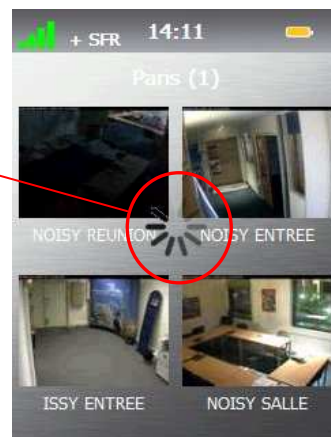 + SFR 14:11
Paris (1)
NOISY REUNION NOISY ENTREE
ISSY ENTREE NOISY SALLE